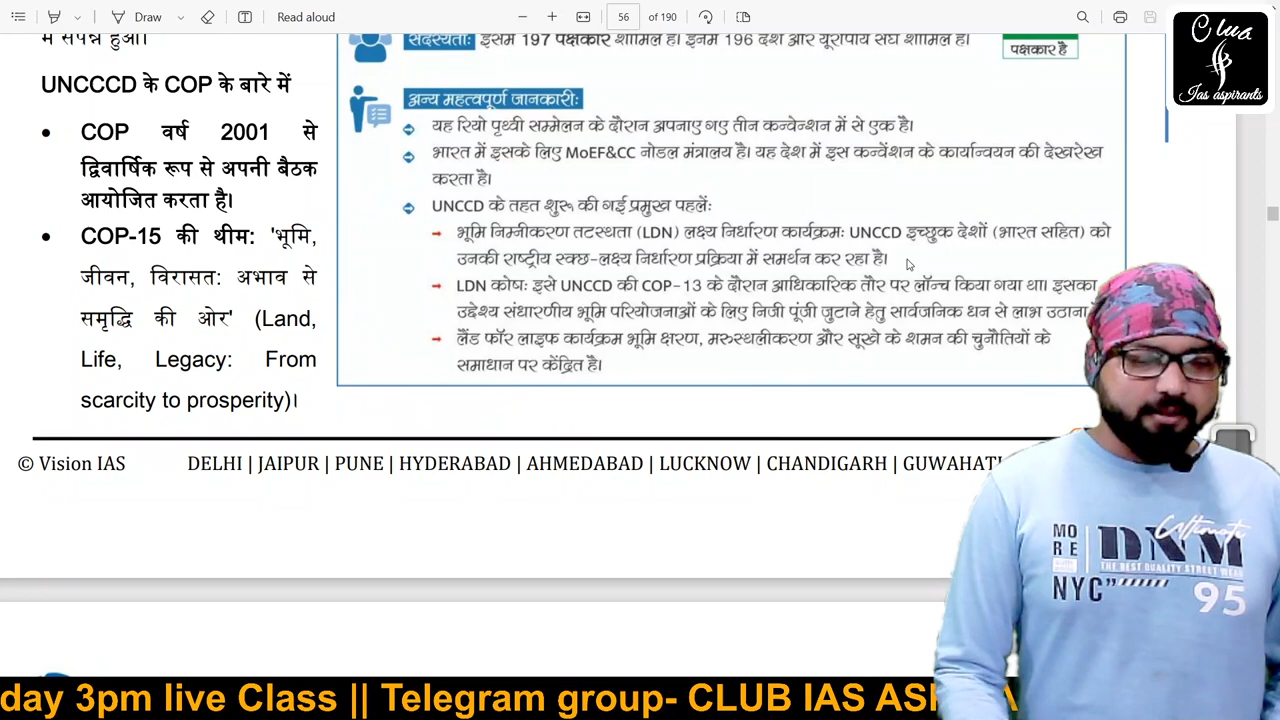 Draw
Read aloud
56
of 190
Clua
Ias aspirants
में संपन्न हुआ।
UNCCCD के COP के बारे में
• COP वर्ष 2001 से
द्विवार्षिक रूप से अपनी बैठक
आयोजित करता है।
• COP-15 की थीम: 'भूमि,
जीवन, विरासत: अभाव से
समृद्धि की ओर' (Land,
Life, Legacy: From
scarcity to prosperity)।
सदस्यताः इसमें 197 पक्षकार शामिल हैं। इनमें 196 देश और यूरोपीय संघ शामिल हैं।
पक्षकार है
अन्य महत्वपूर्ण जानकारीः
यह रियो पृथ्वी सम्मेलन के दौरान अपनाए गए तीन कन्वेन्शन में से एक है।
भारत में इसके लिए MoEF&CC नोडल मंत्रालय है। यह देश में इस कन्वेंशन के कार्यान्वयन की देखरेख
करता है।
UNCCD के तहत शुरू की गई प्रमुख पहलेंः
भूमि निम्नीकरण तटस्थता (LDN) लक्ष्य निर्धारण कार्यक्रमः UNCCD इच्छुक देशों (भारत सहित) को
उनकी राष्ट्रीय स्वच्छ-लक्ष्य निर्धारण प्रक्रिया में समर्थन कर रहा है।
LDN कोषः इसे UNCCD की COP-13 के दौरान आधिकारिक तौर पर लॉन्च किया गया था। इसका
उद्देश्य संधारणीय भूमि परियोजनाओं के लिए निजी पूंजी जुटाने हेतु सार्वजनिक धन से लाभ उठाना
लैंड फॉर लाइफ कार्यक्रम भूमि क्षरण, मरुस्थलीकरण और सूखे के शमन की चुनौतियों के
समाधान पर केंद्रित है।
© Vision IAS
DELHI | JAIPUR | PUNE | HYDERABAD | AHMEDABAD | LUCKNOW | CHANDIGARH | GUWAHATI
MO
RE
NYC"
Ultimate
DNM
THE BEST QUALITY STREET WEAR
95
day 3pm live Class || Telegram group- CLUB IAS